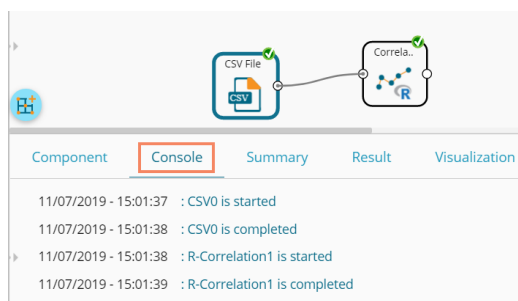 CSV File
Correla..
CSV
R
Component Console Summary Result Visualization
11/07/2019 - 15:01:37 : CSV0 is started
11/07/2019 - 15:01:38 : CSV0 is completed
11/07/2019 - 15:01:38 : R-Correlation1 is started
11/07/2019 - 15:01:39 : R-Correlation1 is completed